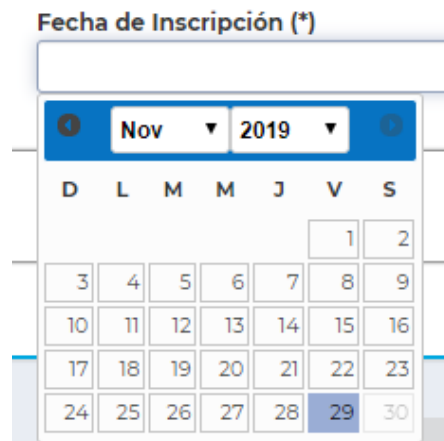 Fecha de Inscripción (*)
Nov 2019
D L M M J V S
1 2
3 4 5 6 7 8 9
10 11 12 13 14 15 16
17 18 19 20 21 22 23
24 25 26 27 28 29 30